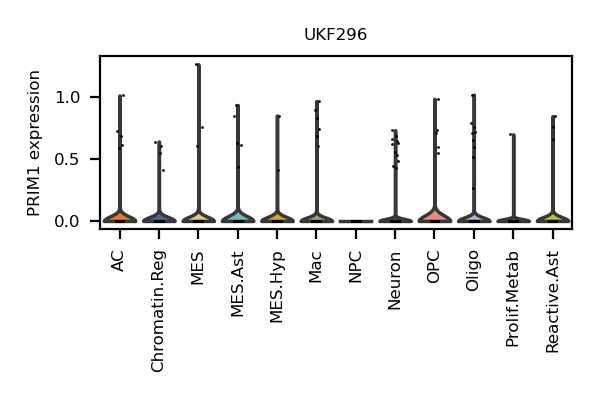 UKF296
PRIM1 expression
1.0
0.5
0.0
AC
Chromatin.Reg
MES
MES.Ast
MES.Hyp
Mac
NPC
Neuron
OPC
Oligo
Prolif.Metab
Reactive.Ast